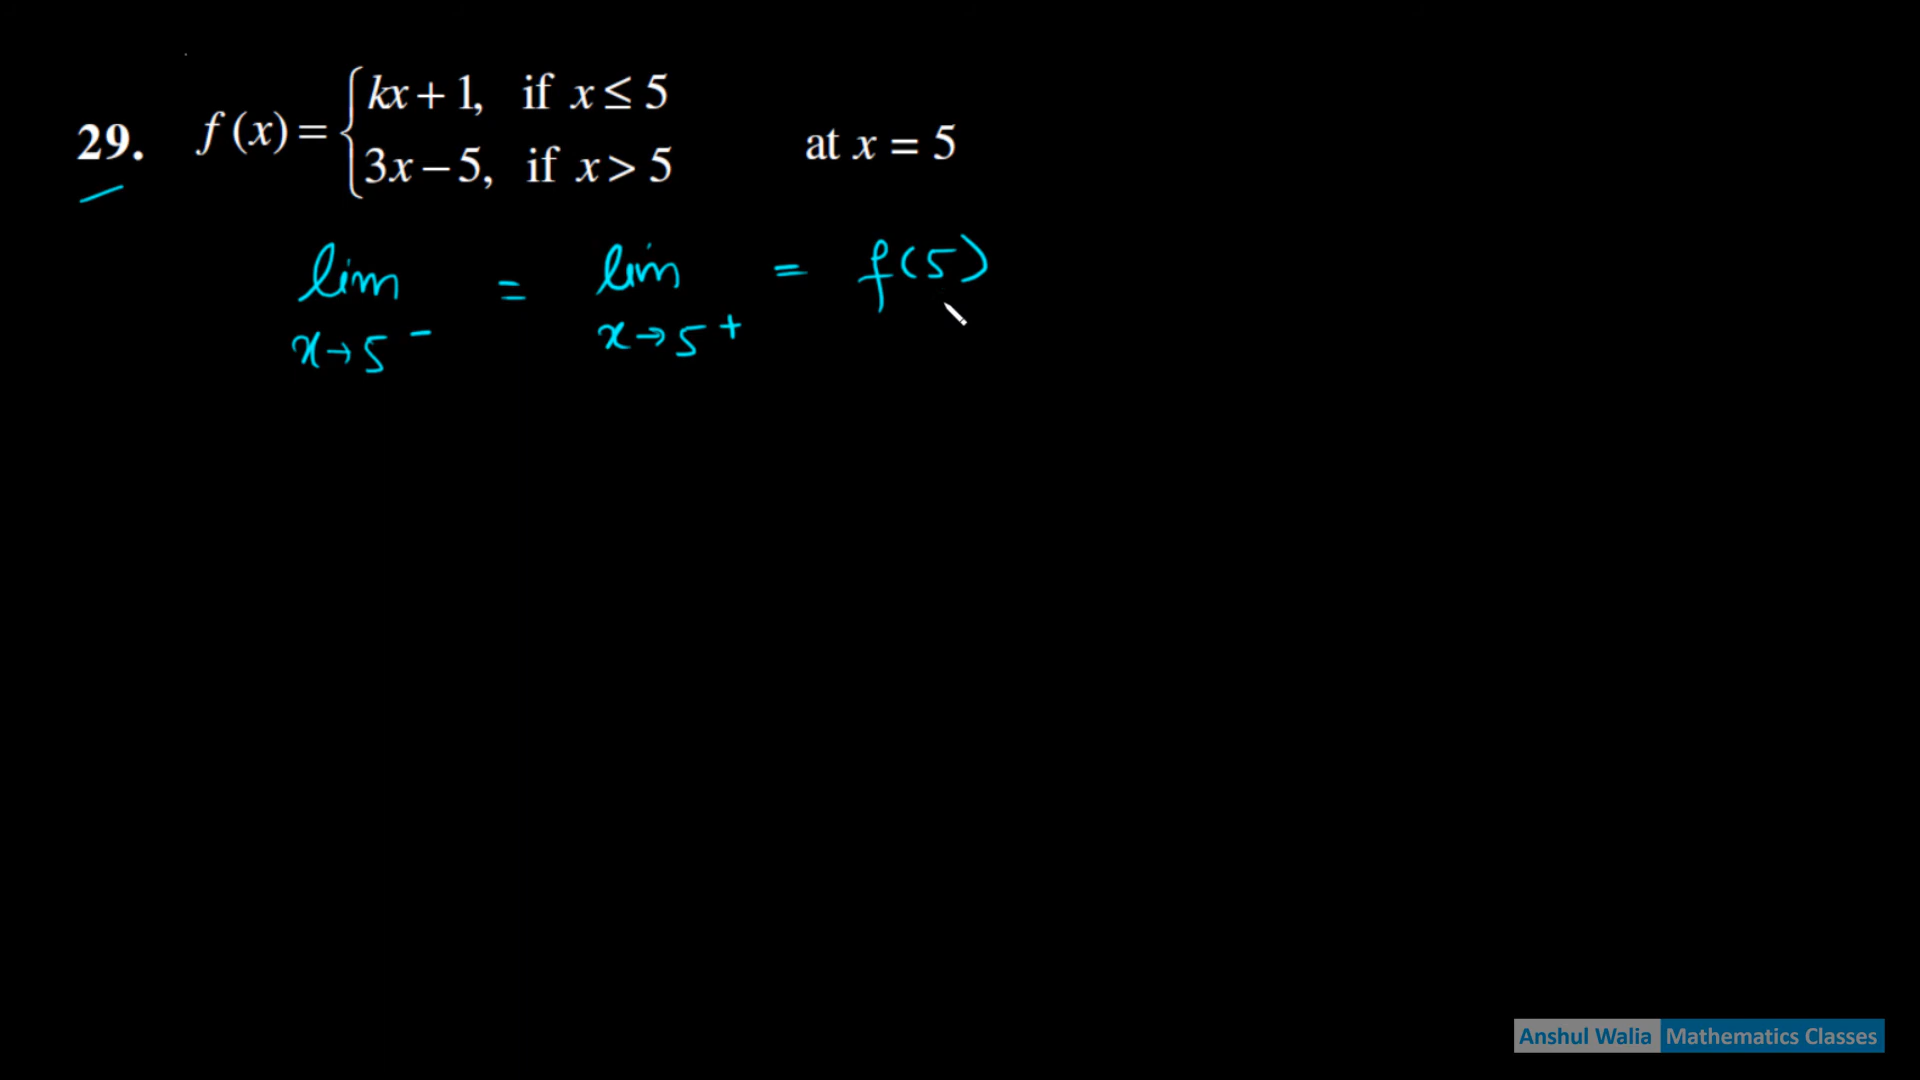 29. f(x) = { kx + 1, if x ≤ 5
3x − 5, if x > 5 at x = 5
lim = lim = f(5)
x→5⁻ x→5⁺
Anshul Walia Mathematics Classes